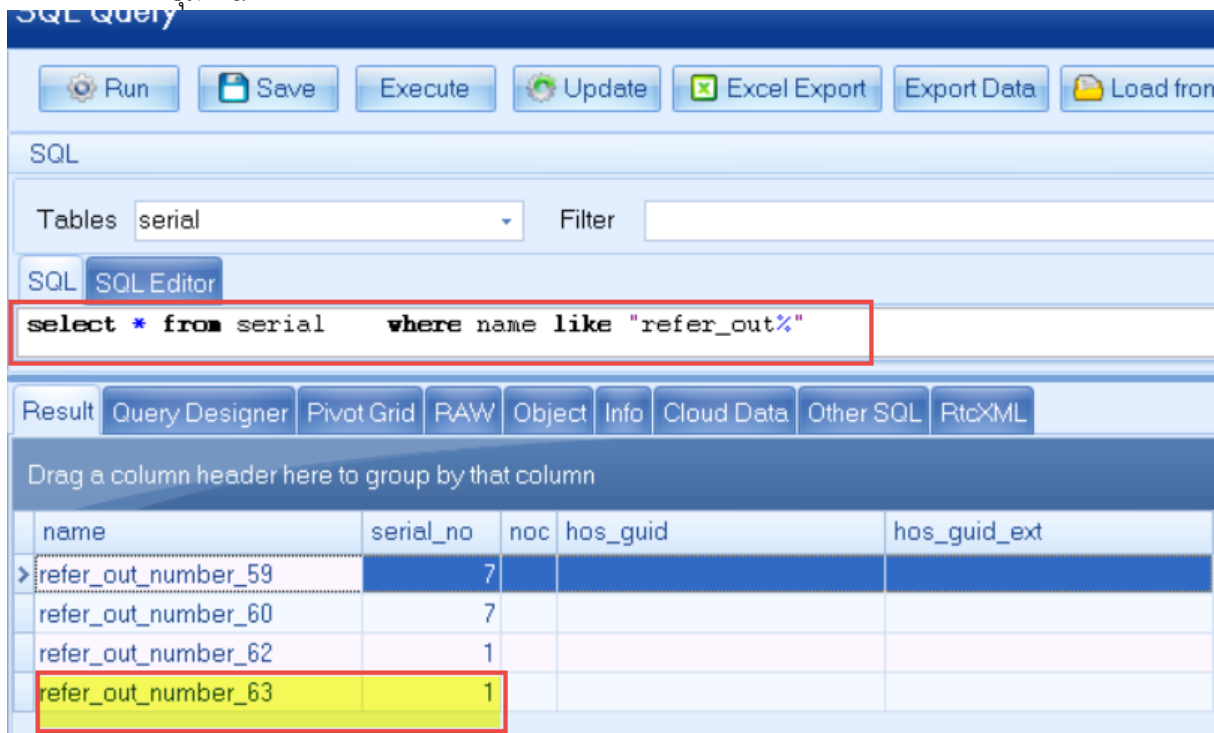 SQL Query
Run Save Execute Update Excel Export Export Data Load from
SQL
Tables serial Filter
SQL SQL Editor
select * from serial where name like "refer_out%"
Result Query Designer Pivot Grid RAW Object Info Cloud Data Other SQL RtcXML
Drag a column header here to group by that column
name serial_no noc hos_guid hos_guid_ext
refer_out_number_59 7
refer_out_number_60 7
refer_out_number_62 1
refer_out_number_63 1